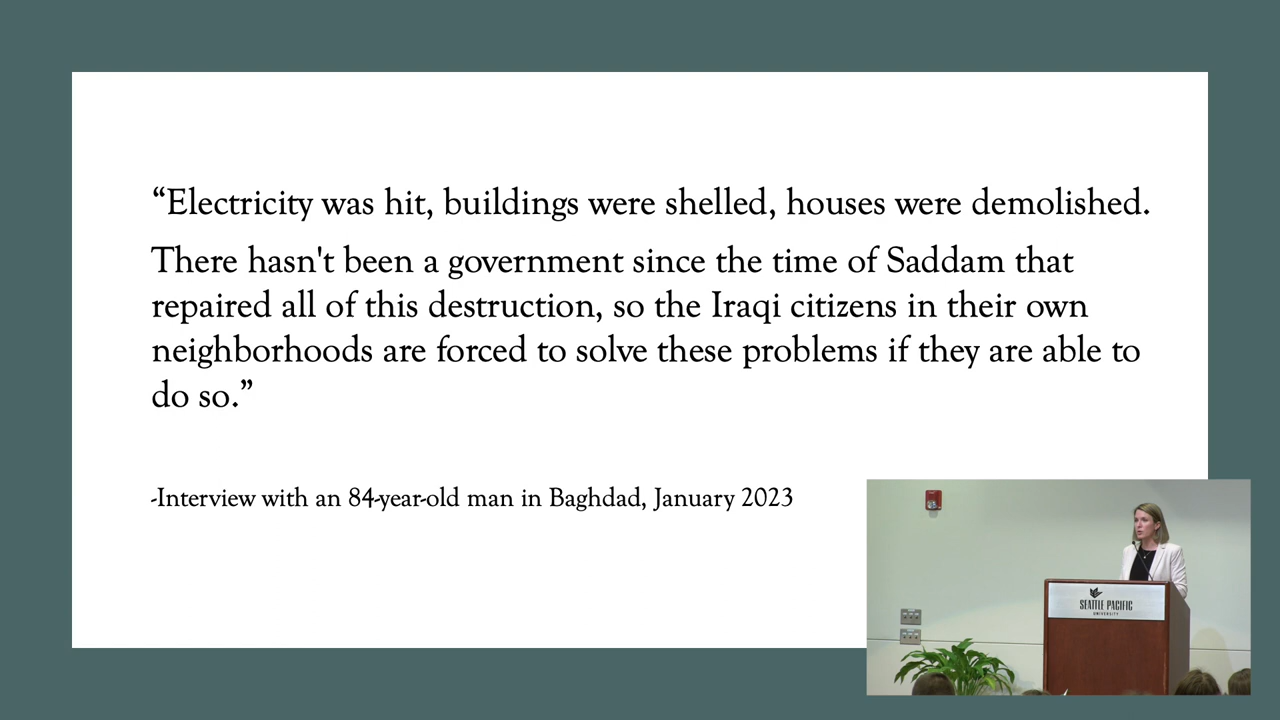 “Electricity was hit, buildings were shelled, houses were demolished.
There hasn't been a government since the time of Saddam that
repaired all of this destruction, so the Iraqi citizens in their own
neighborhoods are forced to solve these problems if they are able to
do so.”
-Interview with an 84-year-old man in Baghdad, January 2023
SEATTLE PACIFIC
UNIVERSITY